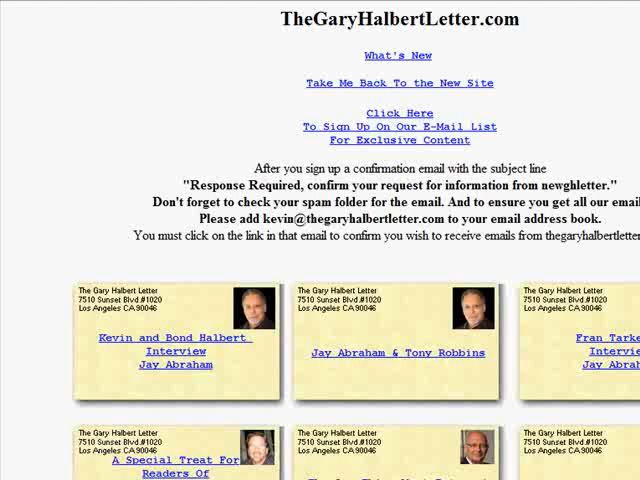 TheGaryHalbertLetter.com
What's New
Take Me Back To the New Site
Click Here
To Sign Up On Our E-Mail List
For Exclusive Content
After you sign up a confirmation email with the subject line
"Response Required, confirm your request for information from newghletter."
Don't forget to check your spam folder for the email. And to ensure you get all our email
Please add kevin@thegaryhalbertletter.com to your email address book.
You must click on the link in that email to confirm you wish to receive emails from thegaryhalbertletter
The Gary Halbert Letter
7510 Sunset Blvd.#1020
Los Angeles CA 90046
Kevin and Bond Halbert
Interview
Jay Abraham
The Gary Halbert Letter
7510 Sunset Blvd.#1020
Los Angeles CA 90046
Jay Abraham & Tony Robbins
The Gary Halbert Letter
7510 Sunset Blvd.#1020
Los Angeles CA 90046
Fran Tarke
Intervie
Jay Abrah
The Gary Halbert Letter
7510 Sunset Blvd.#1020
Los Angeles CA 90046
A Special Treat For
Readers Of
The Gary Halbert Letter
7510 Sunset Blvd.#1020
Los Angeles CA 90046
The Gary Halbert Letter
7510 Sunset Blvd.#1020
Los Angeles CA 90046